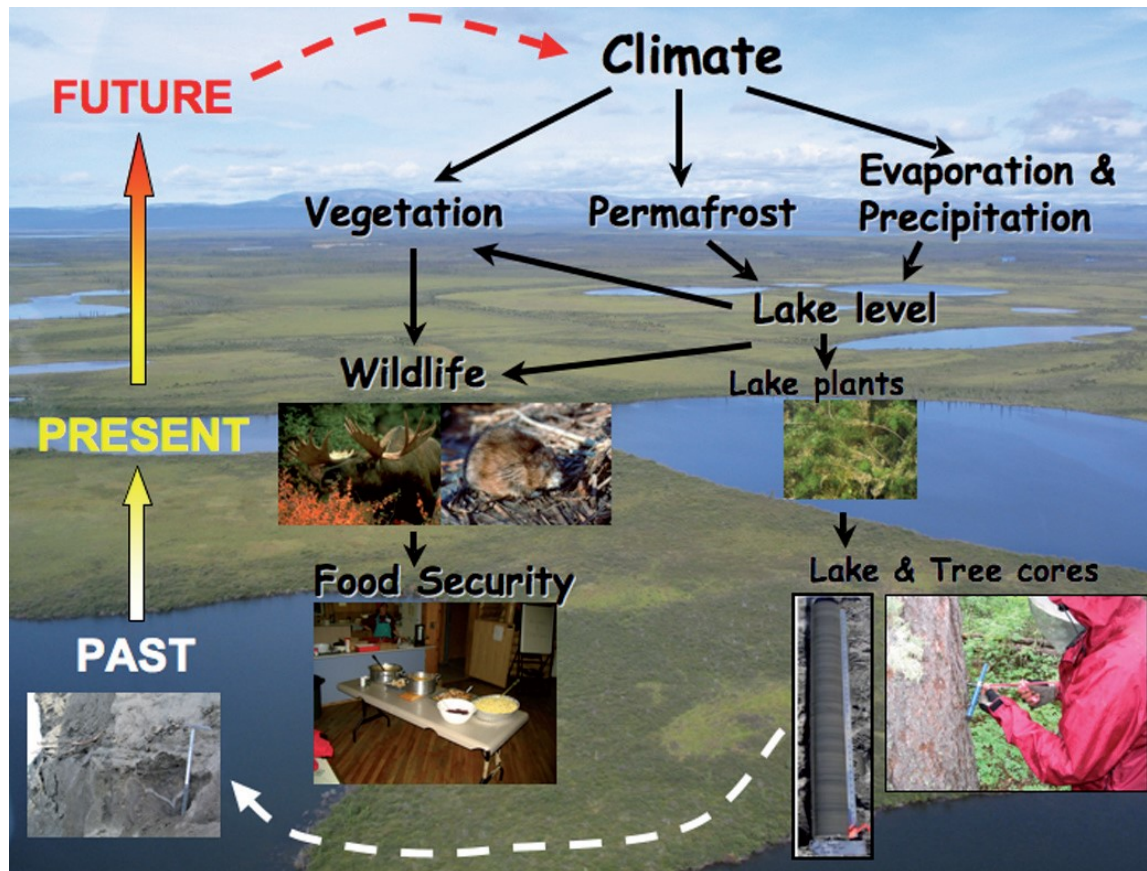 Climate
FUTURE
Evaporation &
Precipitation
Vegetation
Permafrost
Lake level
Wildlife
Lake plants
PRESENT
Food Security
Lake & Tree cores
PAST